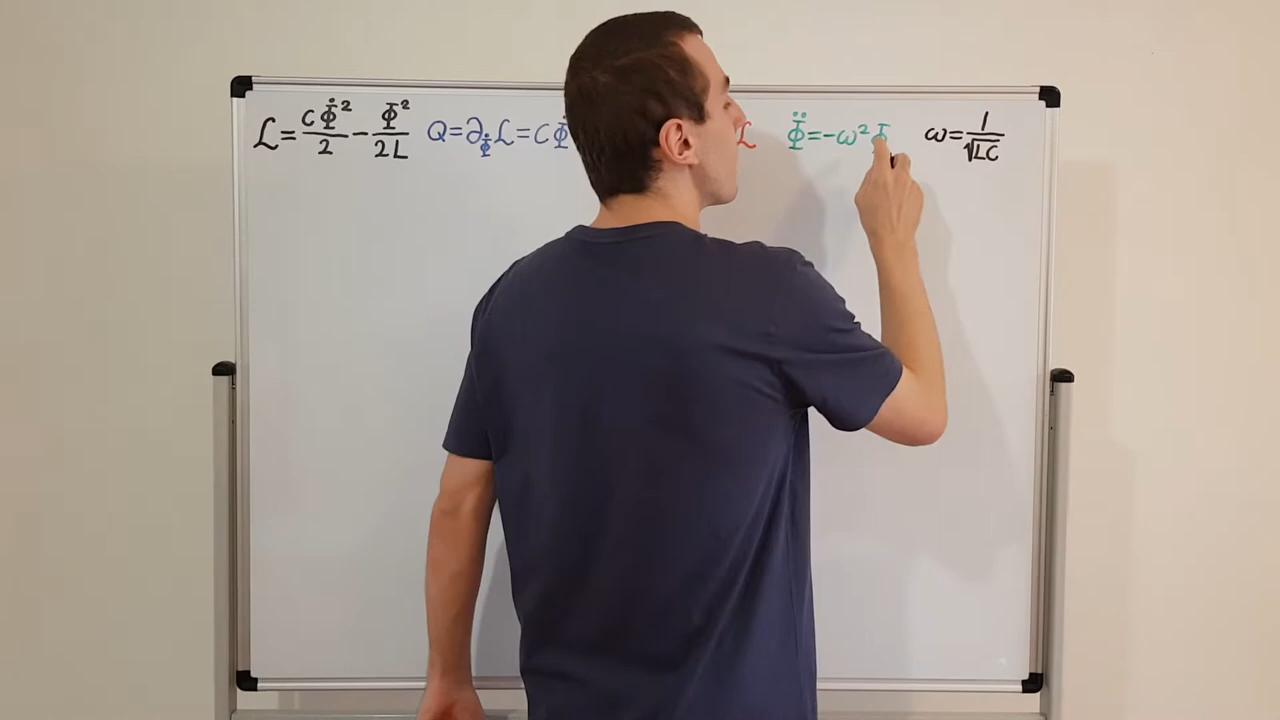 ℒ = CΦ̇²/2 − Φ²/2L Q = ∂_Φ̇ ℒ = CΦ̇ ℒ Φ̈ = −ω²Φ ω = 1/√LC